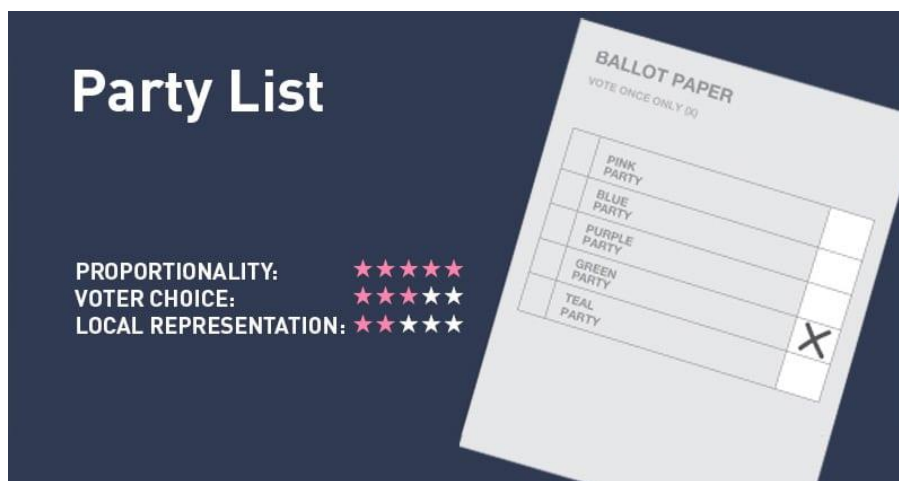 Party List
PROPORTIONALITY: ★★★★★
VOTER CHOICE: ★★★★★
LOCAL REPRESENTATION: ★★★★★
BALLOT PAPER
VOTE ONCE ONLY (X)
PINK
PARTY
BLUE
PARTY
PURPLE
PARTY
GREEN
PARTY
TEAL
PARTY
X